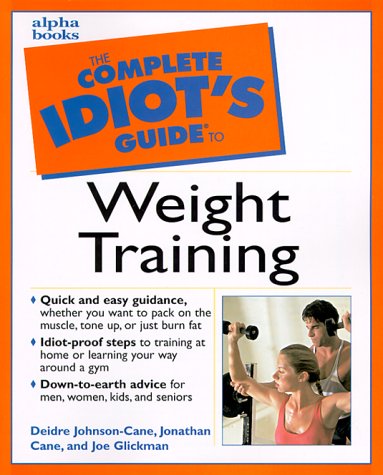 alpha
books
THE
COMPLETE
IDIOT'S
GUIDE® TO
Weight
Training
♦ Quick and easy guidance,
whether you want to pack on the
muscle, tone up, or just burn fat
♦ Idiot-proof steps to training at
home or learning your way
around a gym
♦ Down-to-earth advice for
men, women, kids, and seniors
Deidre Johnson-Cane, Jonathan
Cane, and Joe Glickman